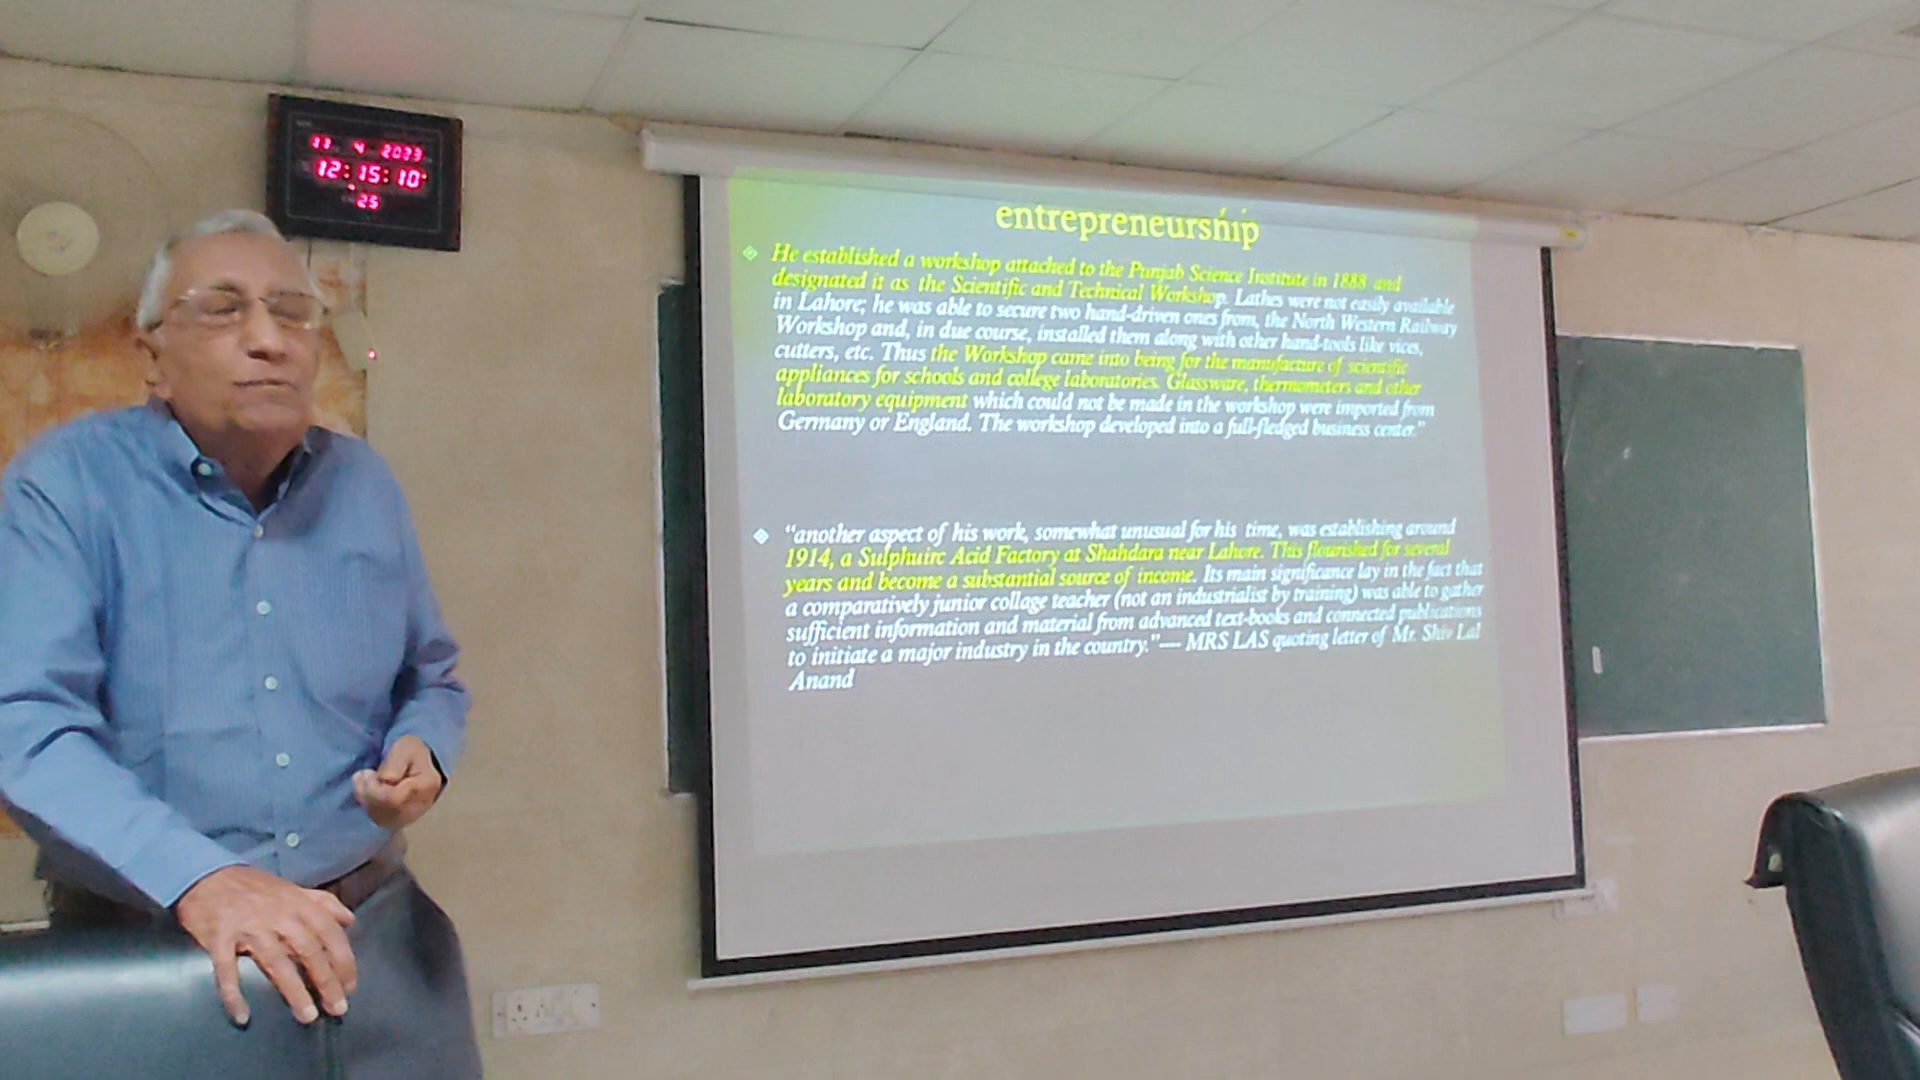 11 4 2023
12:15:10
25
entrepreneurship
He established a workshop attached to the Punjab Science Institute in 1888 and
designated it as the Scientific and Technical Workshop. Lathes were not easily available
in Lahore; he was able to secure two hand-driven ones from, the North Western Railway
Workshop and, in due course, installed them along with other hand-tools like vices,
cutters, etc. Thus the Workshop came into being for the manufacture of scientific
appliances for schools and college laboratories. Glassware, thermometers and other
laboratory equipment which could not be made in the workshop were imported from
Germany or England. The workshop developed into a full-fledged business center."
"another aspect of his work, somewhat unusual for his time, was establishing around
1914, a Sulphuirc Acid Factory at Shahdara near Lahore. This flourished for several
years and become a substantial source of income. Its main significance lay in the fact that
a comparatively junior collage teacher (not an industrialist by training) was able to gather
sufficient information and material from advanced text-books and connected publications
to initiate a major industry in the country."— MRS LAS quoting letter of Mr. Shiv Lal
Anand